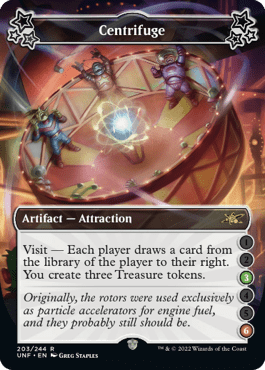 Centrifuge
Artifact — Attraction
Visit — Each player draws a card from
the library of the player to their right.
You create three Treasure tokens.
Originally, the rotors were used exclusively
as particle accelerators for engine fuel,
and they probably still should be.
1
2
3
4
5
6
203/244 R
UNF • EN Greg Staples
™ & © 2022 Wizards of the Coast